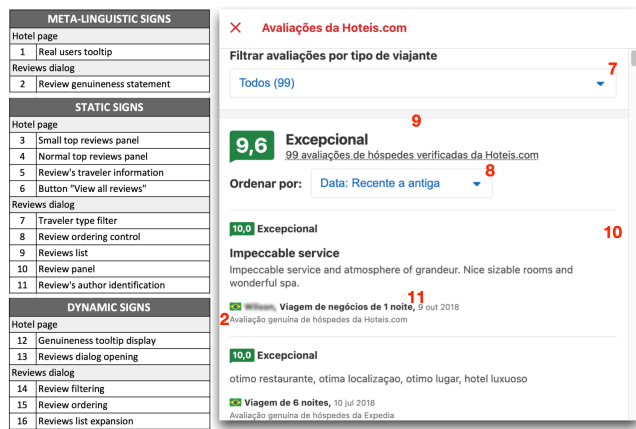 META-LINGUISTIC SIGNS
Hotel page
1 Real users tooltip
Reviews dialog
2 Review genuineness statement
STATIC SIGNS
Hotel page
3 Small top reviews panel
4 Normal top reviews panel
5 Review's traveler information
6 Button "View all reviews"
Reviews dialog
7 Traveler type filter
8 Review ordering control
9 Reviews list
10 Review panel
11 Review's author identification
DYNAMIC SIGNS
Hotel page
12 Genuineness tooltip display
13 Reviews dialog opening
Reviews dialog
14 Review filtering
15 Review ordering
16 Reviews list expansion
Avaliações da Hoteis.com
Filtrar avaliações por tipo de viajante
7
Todos (99)
9
9,6 Excepcional
99 avaliações de hóspedes verificadas da Hoteis.com
8
Ordenar por: Data: Recente a antiga
10,0 Excepcional
10
Impeccable service
Impeccable service and atmosphere of grandeur. Nice sizable rooms and
wonderful spa.
11
Viagem de negócios de 1 noite, 9 out 2018
2
Avaliação genuína de hóspedes da Hoteis.com
10,0 Excepcional
otimo restaurante, otima localizaçao, otimo lugar, hotel luxuoso
Viagem de 6 noites, 10 jul 2018
Avaliação genuína de hóspedes da Expedia